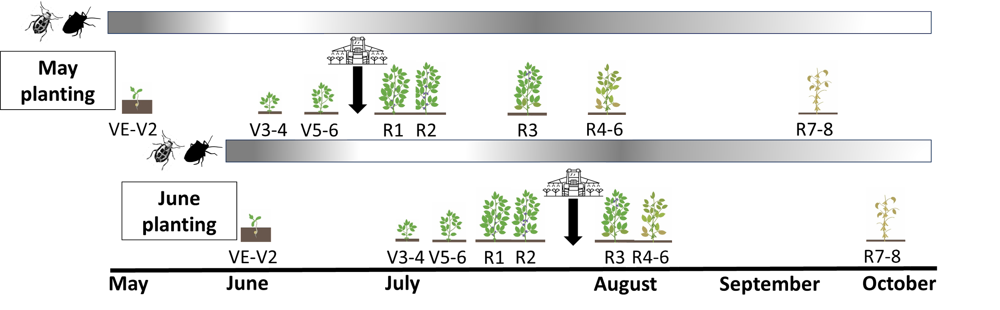 May
planting
VE-V2 V3-4 V5-6 R1 R2 R3 R4-6 R7-8
June
planting
VE-V2 V3-4 V5-6 R1 R2 R3 R4-6 R7-8
May June July August September October